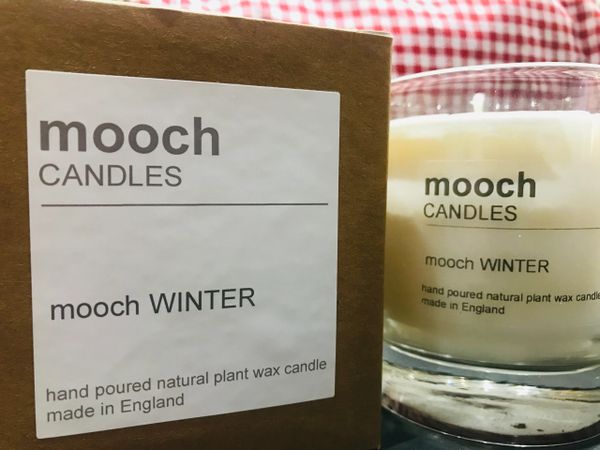 mooch
CANDLES
mooch WINTER
hand poured natural plant wax candle
made in England
mooch
CANDLES
mooch WINTER
hand poured natural plant wax candle
made in England